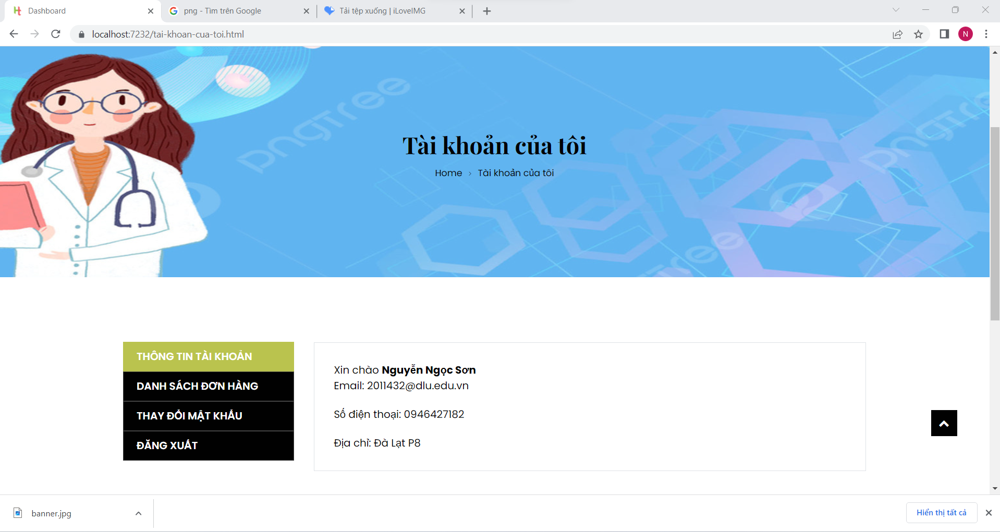 Dashboard
png - Tìm trên Google
Tải tệp xuống | iLoveIMG
localhost:7232/tai-khoan-cua-toi.html
N
pngtree
pngtree
Tài khoản của tôi
Home > Tài khoản của tôi
THÔNG TIN TÀI KHOẢN
DANH SÁCH ĐƠN HÀNG
THAY ĐỔI MẬT KHẨU
ĐĂNG XUẤT
Xin chào Nguyễn Ngọc Sơn
Email: 2011432@dlu.edu.vn
Số điện thoại: 0946427182
Địa chỉ: Đà Lạt P8
banner.jpg
Hiển thị tất cả